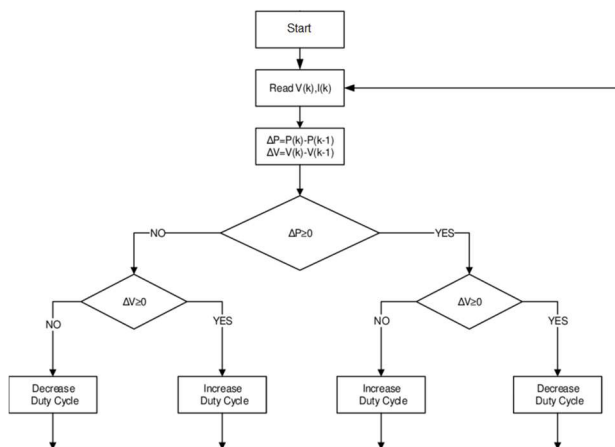 Start
Read V(k),I(k)
ΔP=P(k)-P(k-1)
ΔV=V(k)-V(k-1)
ΔP≥0
NO
YES
ΔV≥0
ΔV≥0
NO
YES
NO
YES
Decrease
Duty Cycle
Increase
Duty Cycle
Increase
Duty Cycle
Decrease
Duty Cycle